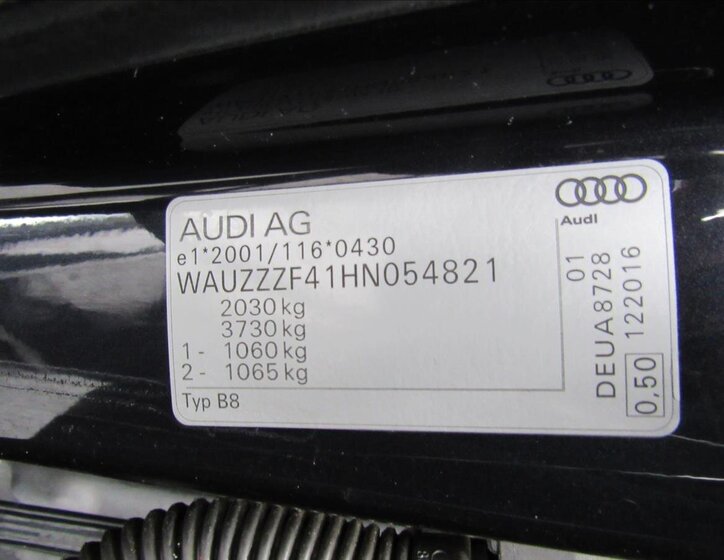 AUDI AG
e1*2001/116*0430
WAUZZZF41HN054821
2030 kg
3730 kg
1 - 1060 kg
2 - 1065 kg
Typ B8
Audi
01
DEUA8728
0,50 122016